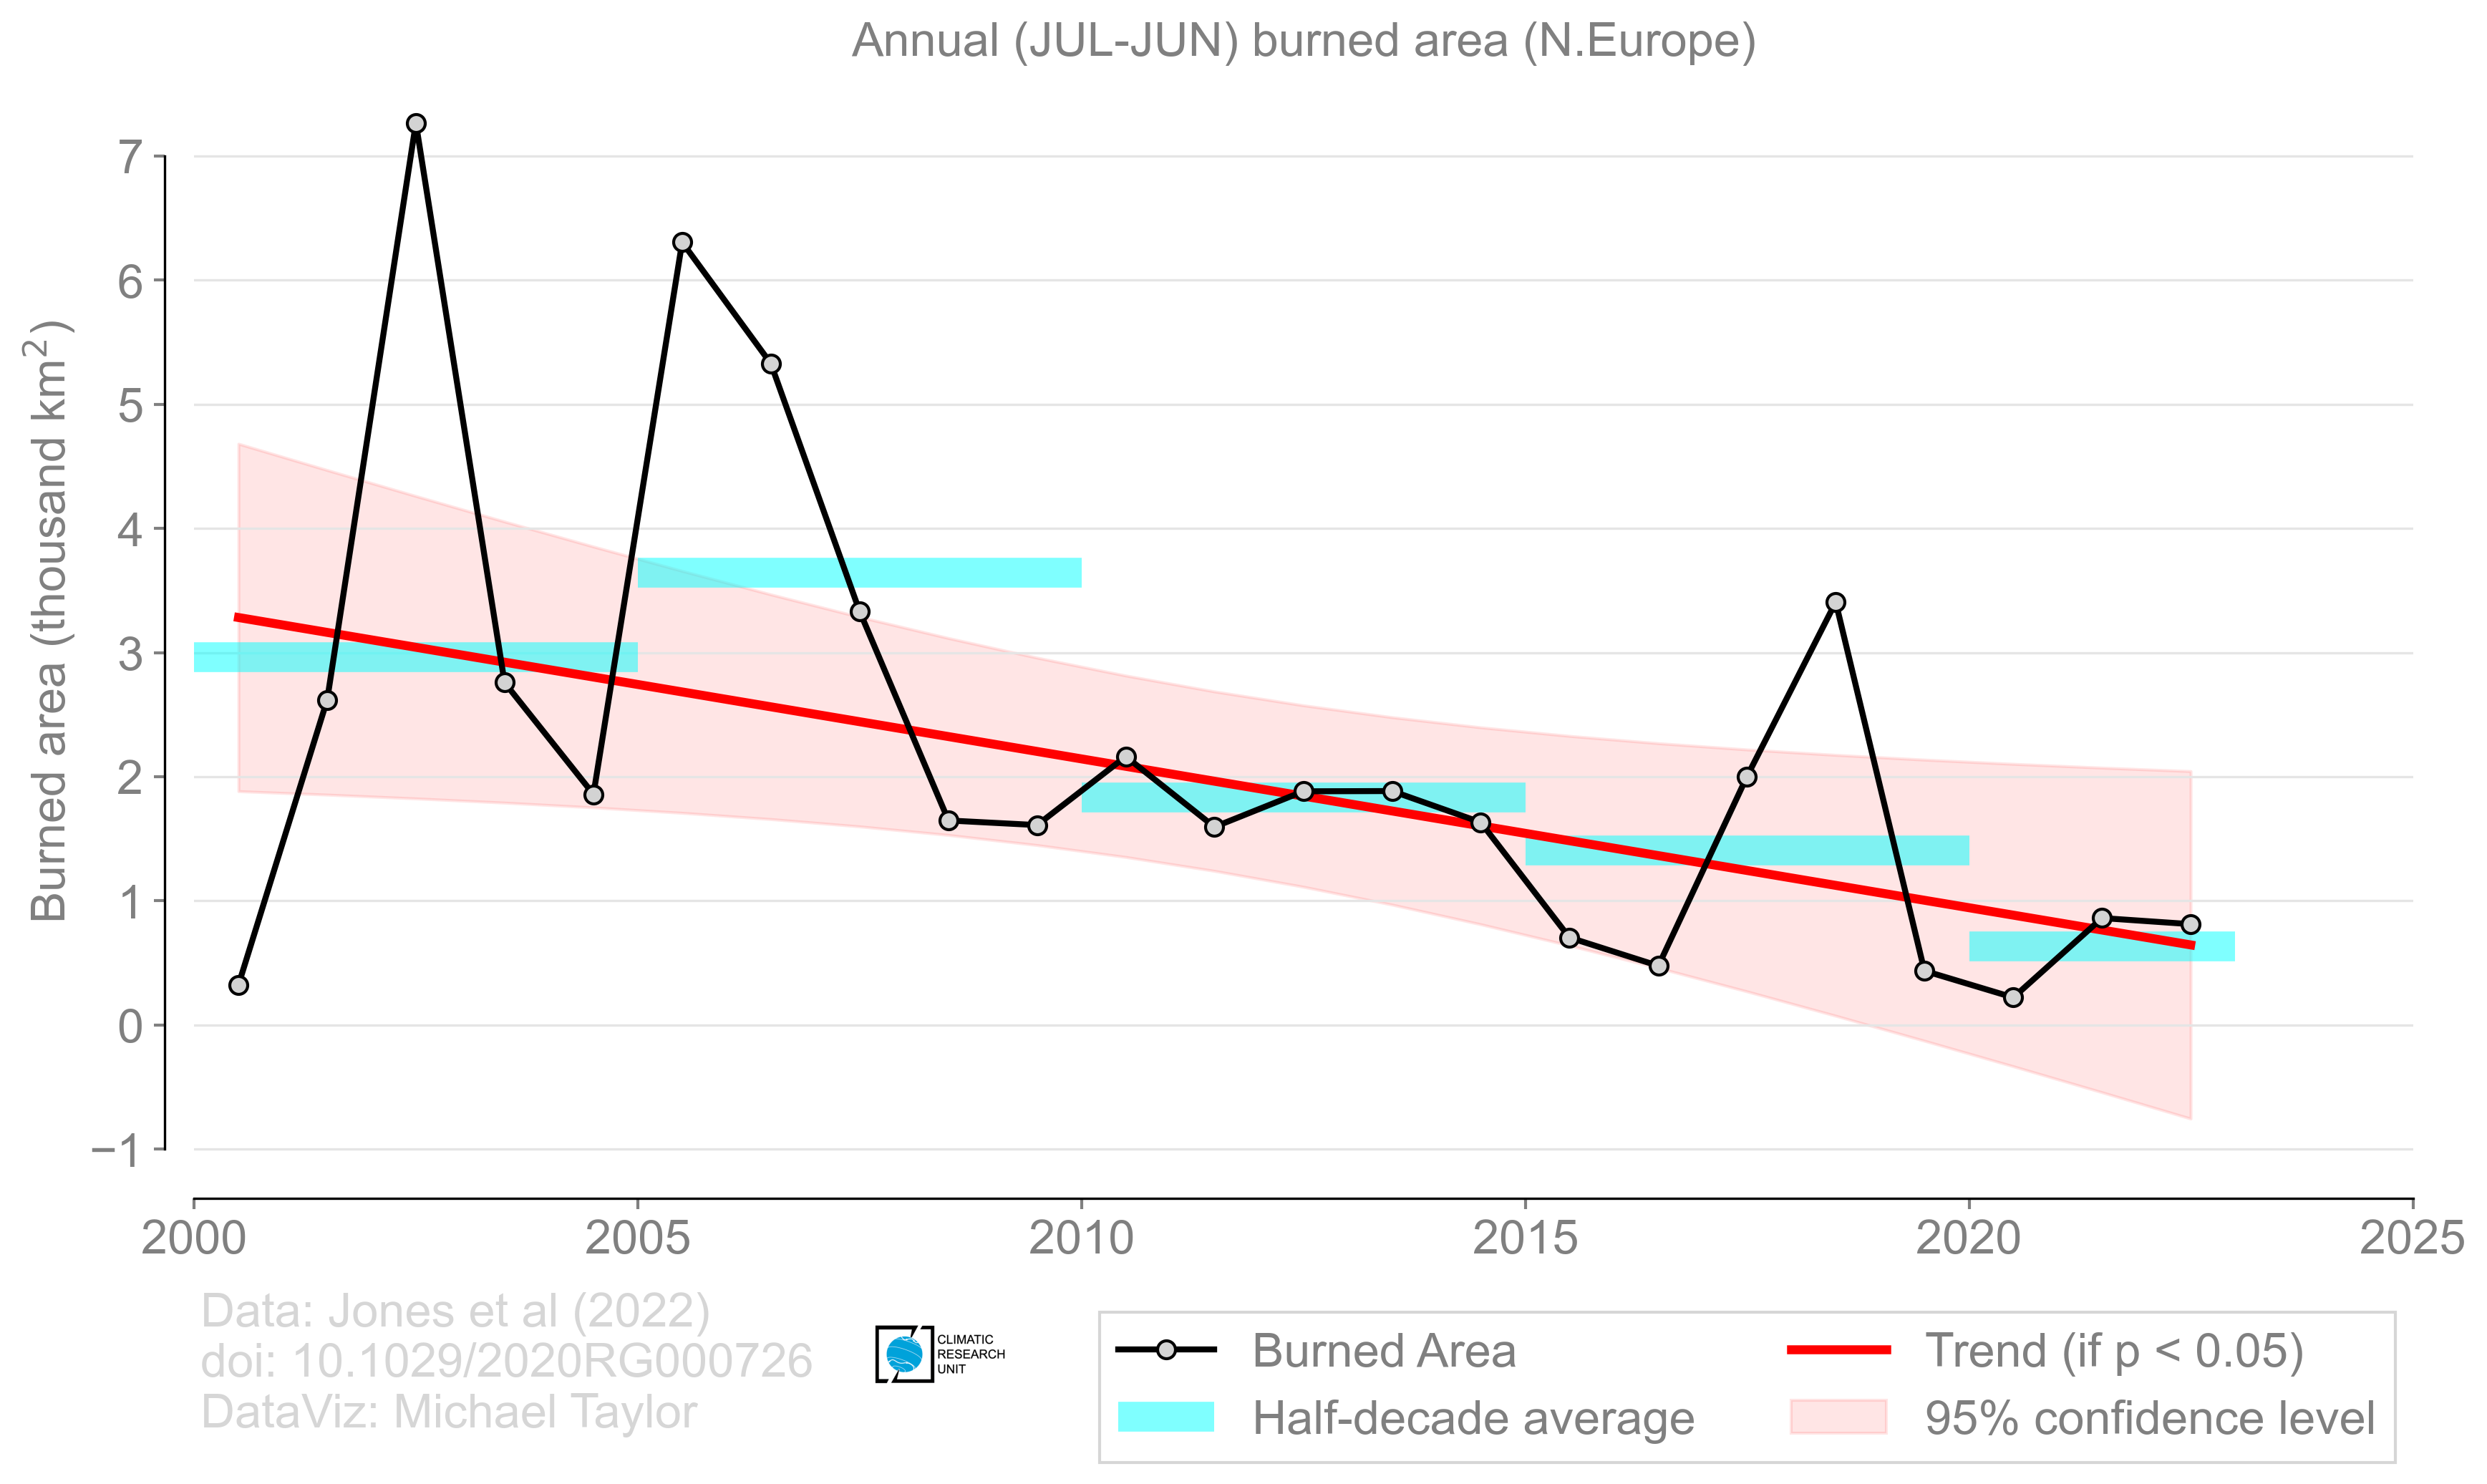 Annual (JUL-JUN) burned area (N.Europe)
Burned area (thousand km²)
7
6
5
4
3
2
1
0
−1
2000 2005 2010 2015 2020 2025
Data: Jones et al (2022)
doi: 10.1029/2020RG000726
DataViz: Michael Taylor
CLIMATIC
RESEARCH
UNIT
Burned Area
Half-decade average
Trend (if p < 0.05)
95% confidence level